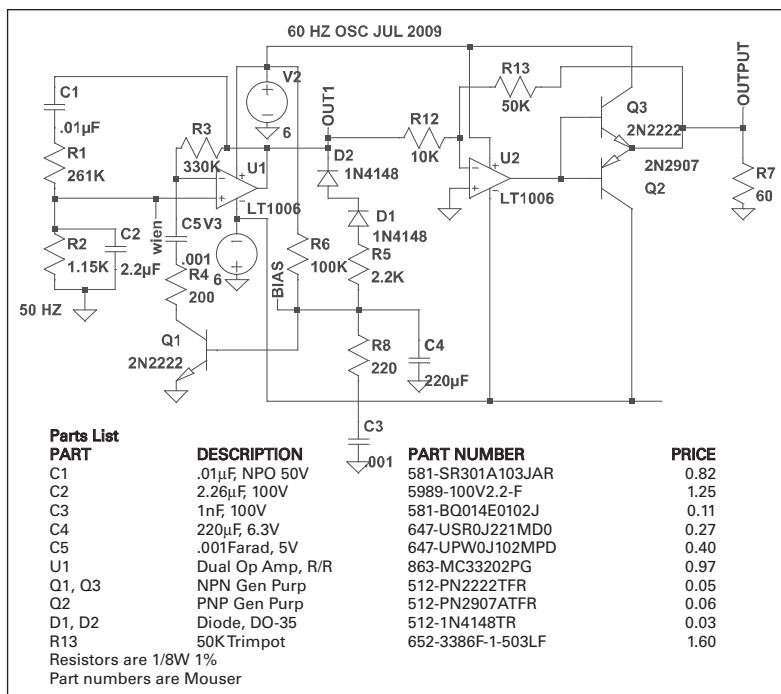 60 HZ OSC JUL 2009
C1
.01µF
R1
261K
R2
1.15K
C2
2.2µF
50 HZ
wien
R3
330K
V2
6
U1
LT1006
C5
.001
V3
6
R4
200
Q1
2N2222
R6
100K
BIAS
OUT1
D2
1N4148
D1
1N4148
R5
2.2K
R8
220
C4
220µF
C3
.001
R12
10K
R13
50K
U2
LT1006
Q3
2N2222
2N2907
Q2
OUTPUT
R7
60
Parts List
PART DESCRIPTION PART NUMBER PRICE
C1 .01µF, NPO 50V 581-SR301A103JAR 0.82
C2 2.26µF, 100V 5989-100V2.2-F 1.25
C3 1nF, 100V 581-BQ014E0102J 0.11
C4 220µF, 6.3V 647-USR0J221MD0 0.27
C5 .001Farad, 5V 647-UPW0J102MPD 0.40
U1 Dual Op Amp, R/R 863-MC33202PG 0.97
Q1, Q3 NPN Gen Purp 512-PN2222TFR 0.05
Q2 PNP Gen Purp 512-PN2907ATFR 0.06
D1, D2 Diode, DO-35 512-1N4148TR 0.03
R13 50K Trimpot 652-3386F-1-503LF 1.60
Resistors are 1/8W 1%
Part numbers are Mouser